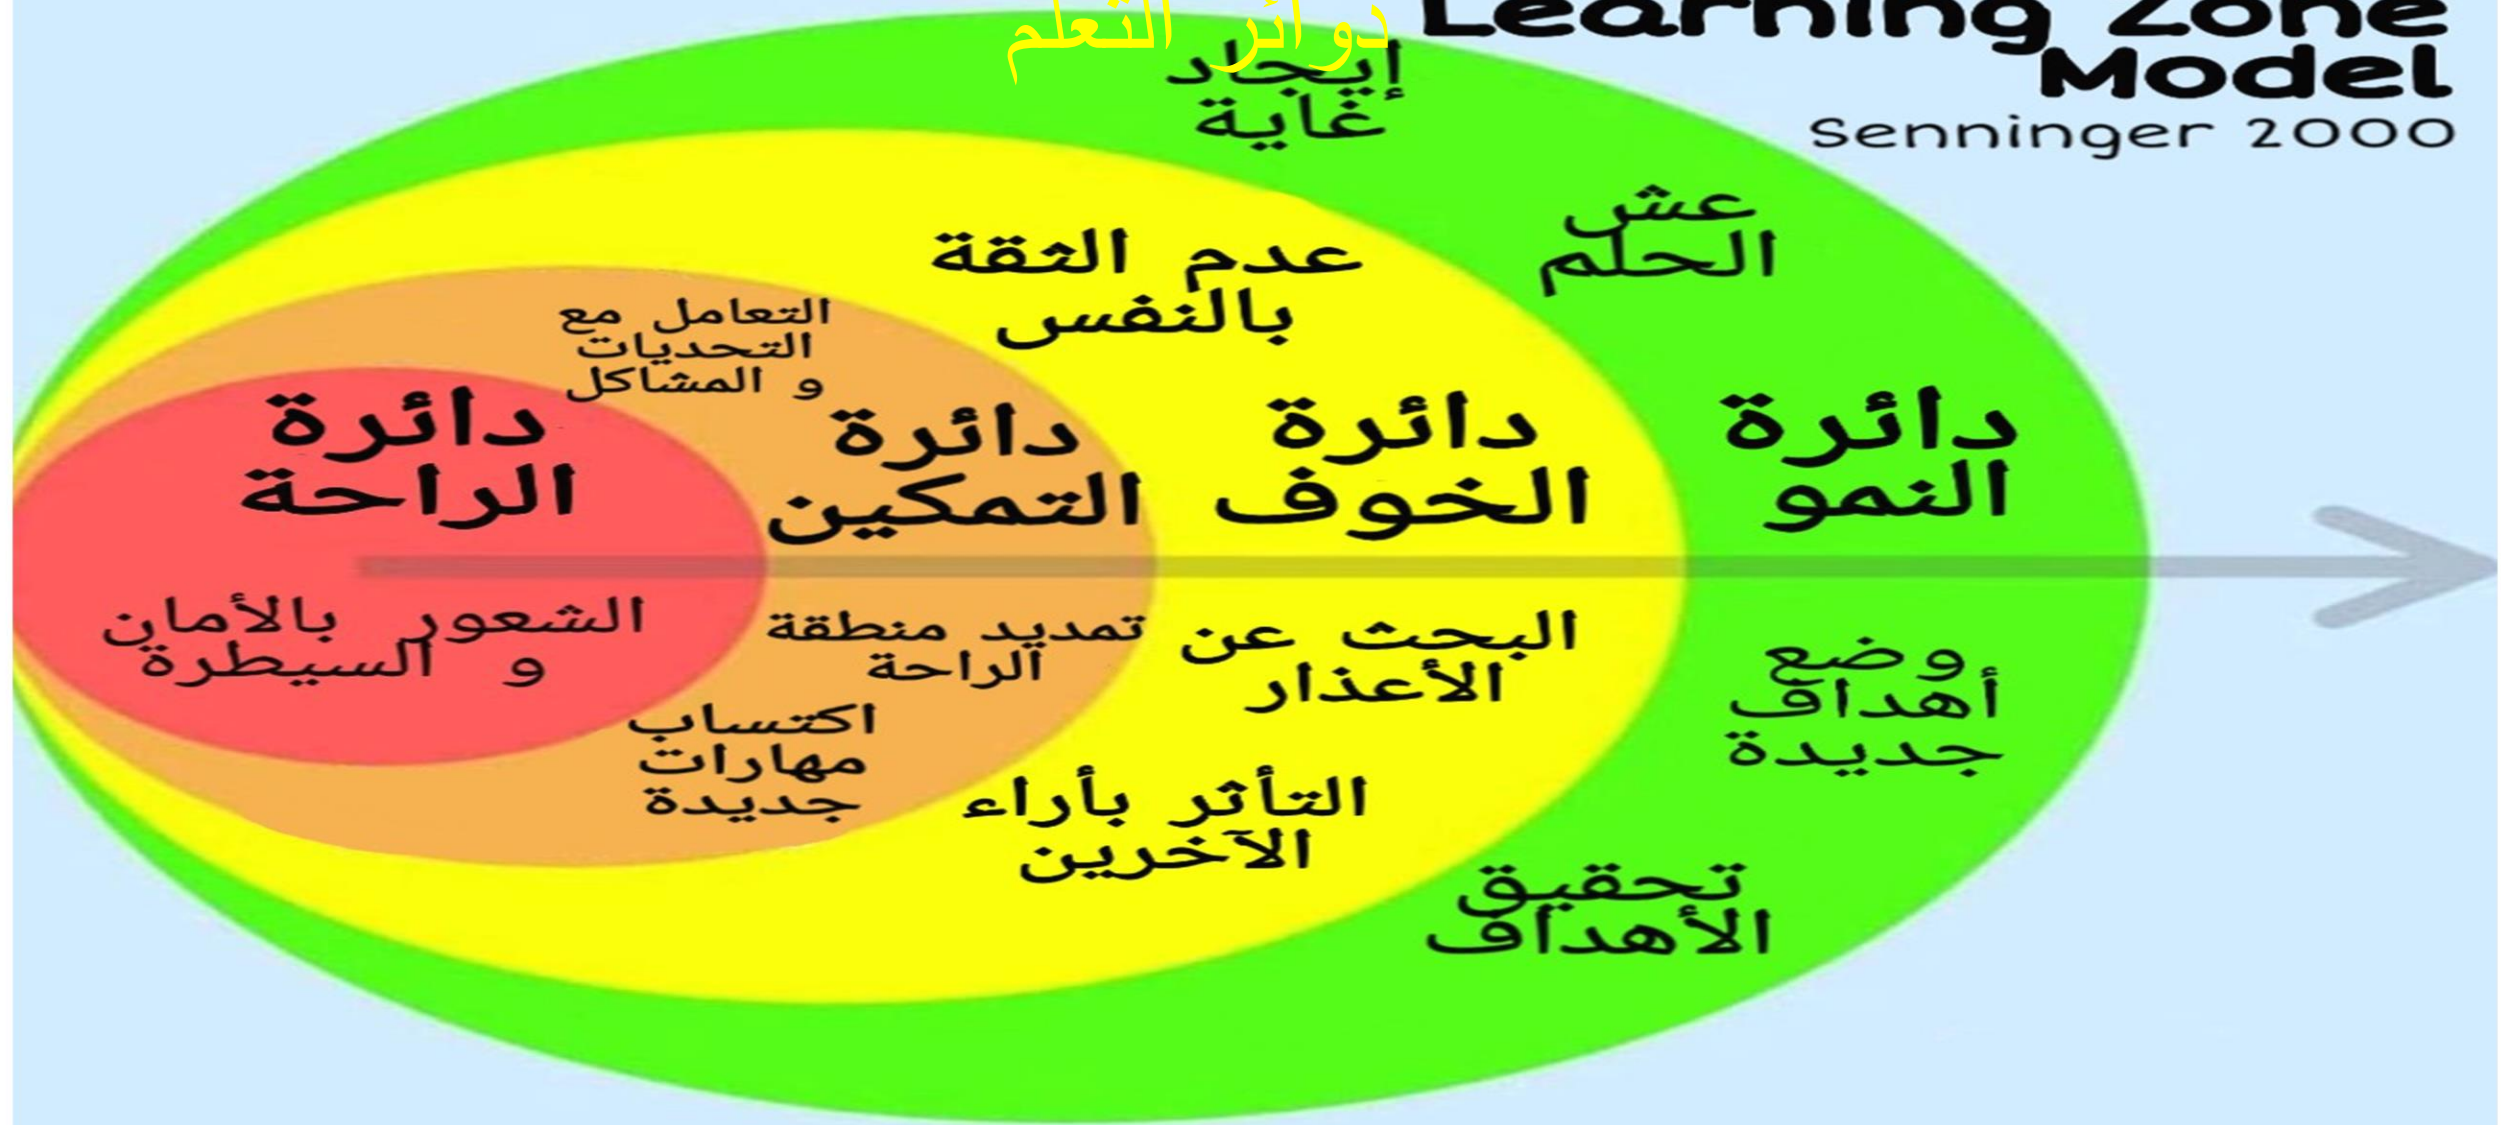 دوائر التعلم
Learning Zone
Model
Senninger 2000
إيجاد
غاية
عش
الحلم
دائرة
النمو
وضع
أهداف
جديدة
تحقيق
الأهداف
عدم الثقة
بالنفس
دائرة
الخوف
البحث عن
الأعذار
التأثر بأراء
الآخرين
التعامل مع
التحديات
و المشاكل
دائرة
التمكين
تمديد منطقة
الراحة
اكتساب
مهارات
جديدة
دائرة
الراحة
الشعور بالأمان
و السيطرة